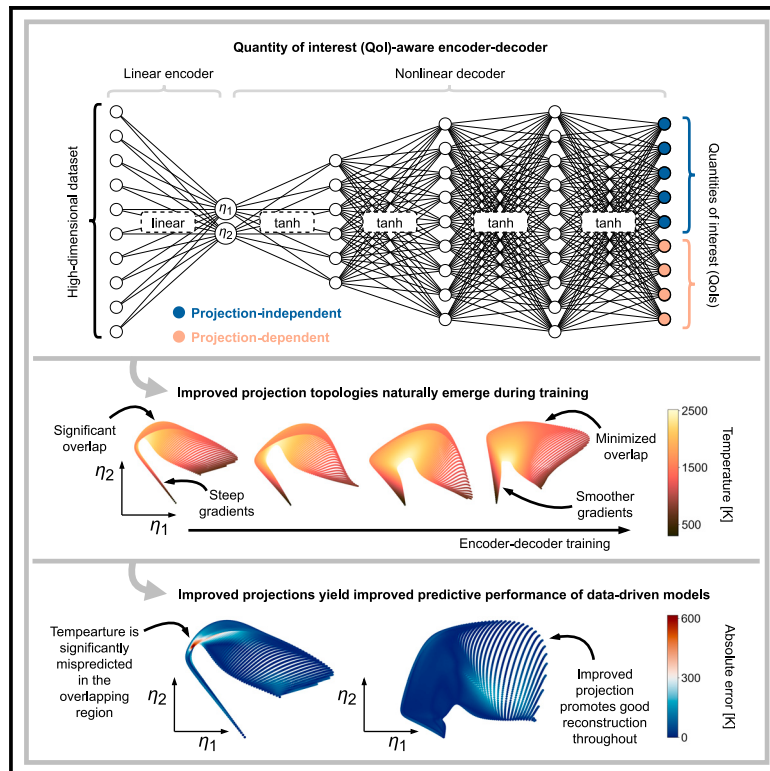 Quantity of interest (QoI)-aware encoder-decoder
Linear encoder
Nonlinear decoder
High-dimensional dataset
η1
η2
linear
tanh
tanh
tanh
tanh
Quantities of interest (QoIs)
Projection-independent
Projection-dependent
Improved projection topologies naturally emerge during training
Significant
overlap
Steep
gradients
Minimized
overlap
Smoother
gradients
η2
η1
Encoder-decoder training
2500
1500
500
Temperature [K]
Improved projections yield improved predictive performance of data-driven models
Tempearture is
significantly
mispredicted
in the
overlapping
region
η2
η1
η2
η1
Improved
projection
promotes good
reconstruction
throughout
600
300
0
Absolute error [K]